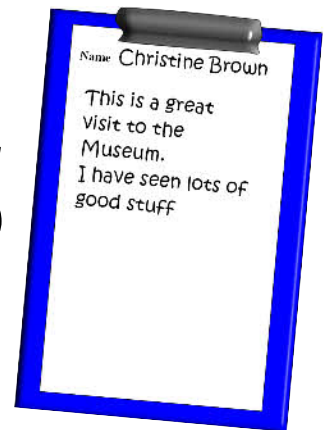 Name Christine Brown
This is a great
visit to the
Museum.
I have seen lots of
good stuff